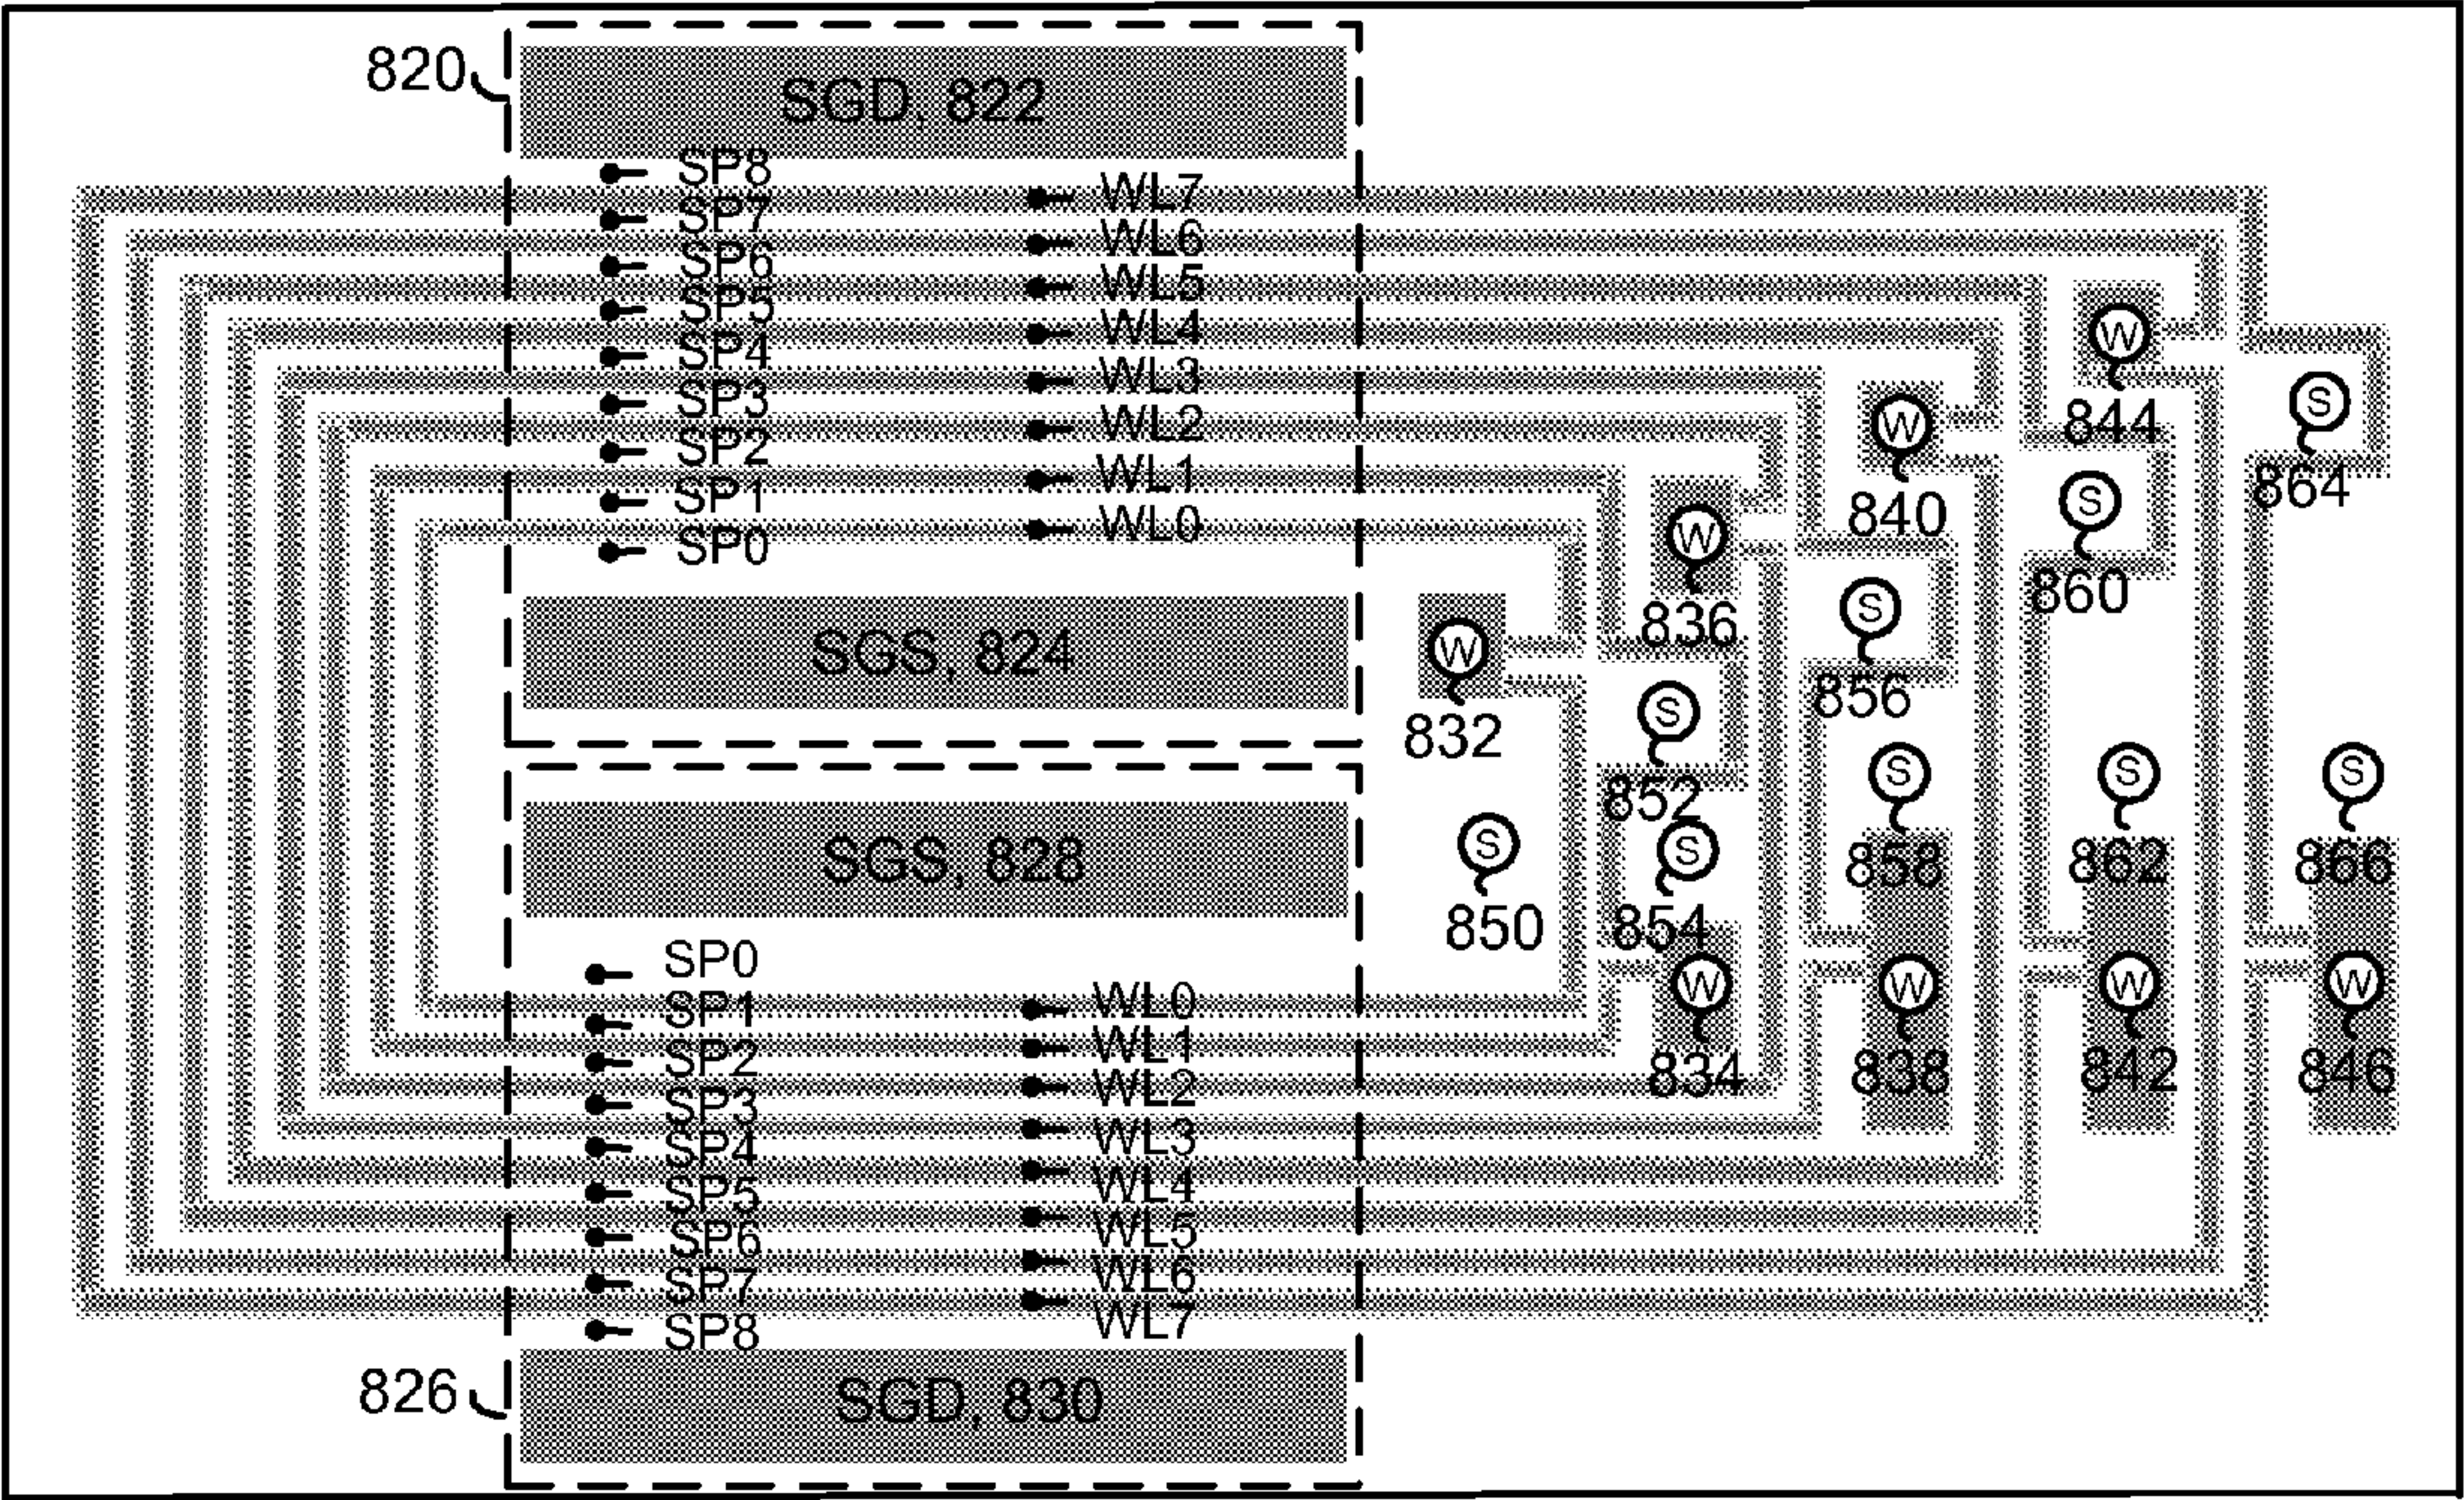 820
SGD, 822
SP8
WL7
SP7
WL6
SP6
WL5
SP5
WL4
SP4
WL3
SP3
WL2
SP2
WL1
SP1
WL0
SP0
SGS, 824
W
844
S
864
W
840
S
860
W
836
S
856
W
832
S
852
SGS, 828
S
850
S
854
S
858
S
862
S
866
SP0
SP1
WL0
SP2
WL1
SP3
WL2
SP4
WL3
SP5
WL4
SP6
WL5
SP7
WL6
SP8
WL7
W
834
W
838
W
842
W
846
826
SGD, 830